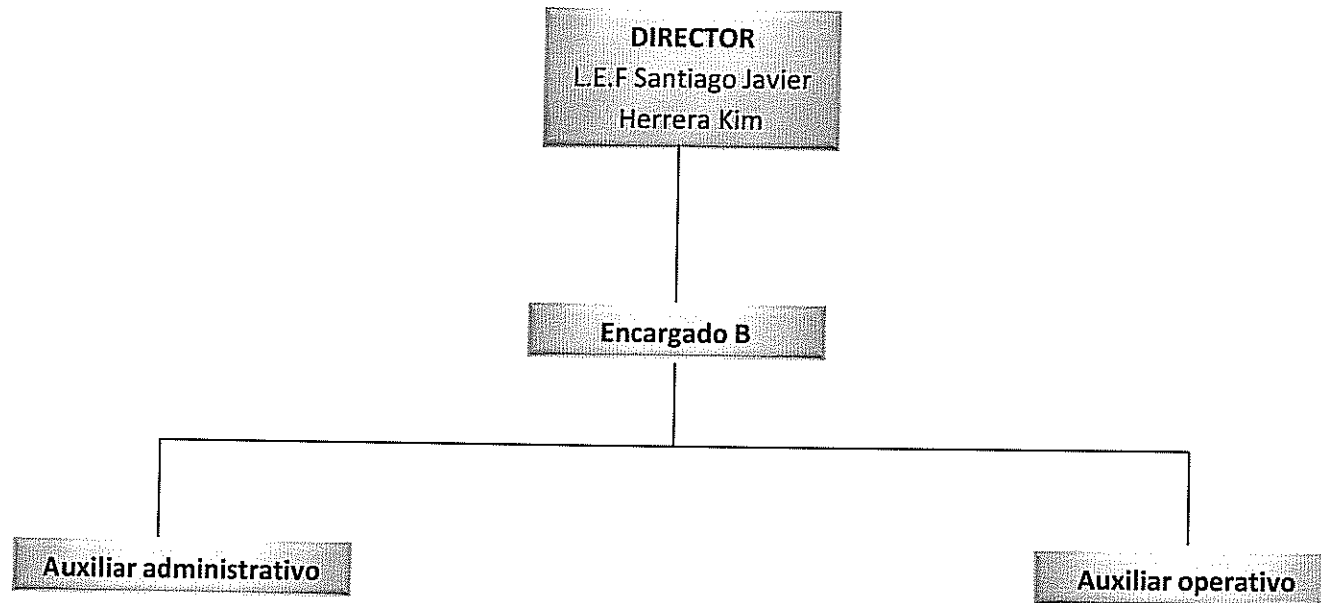 DIRECTOR
L.E.F Santiago Javier
Herrera Kim
Encargado B
Auxiliar administrativo
Auxiliar operativo